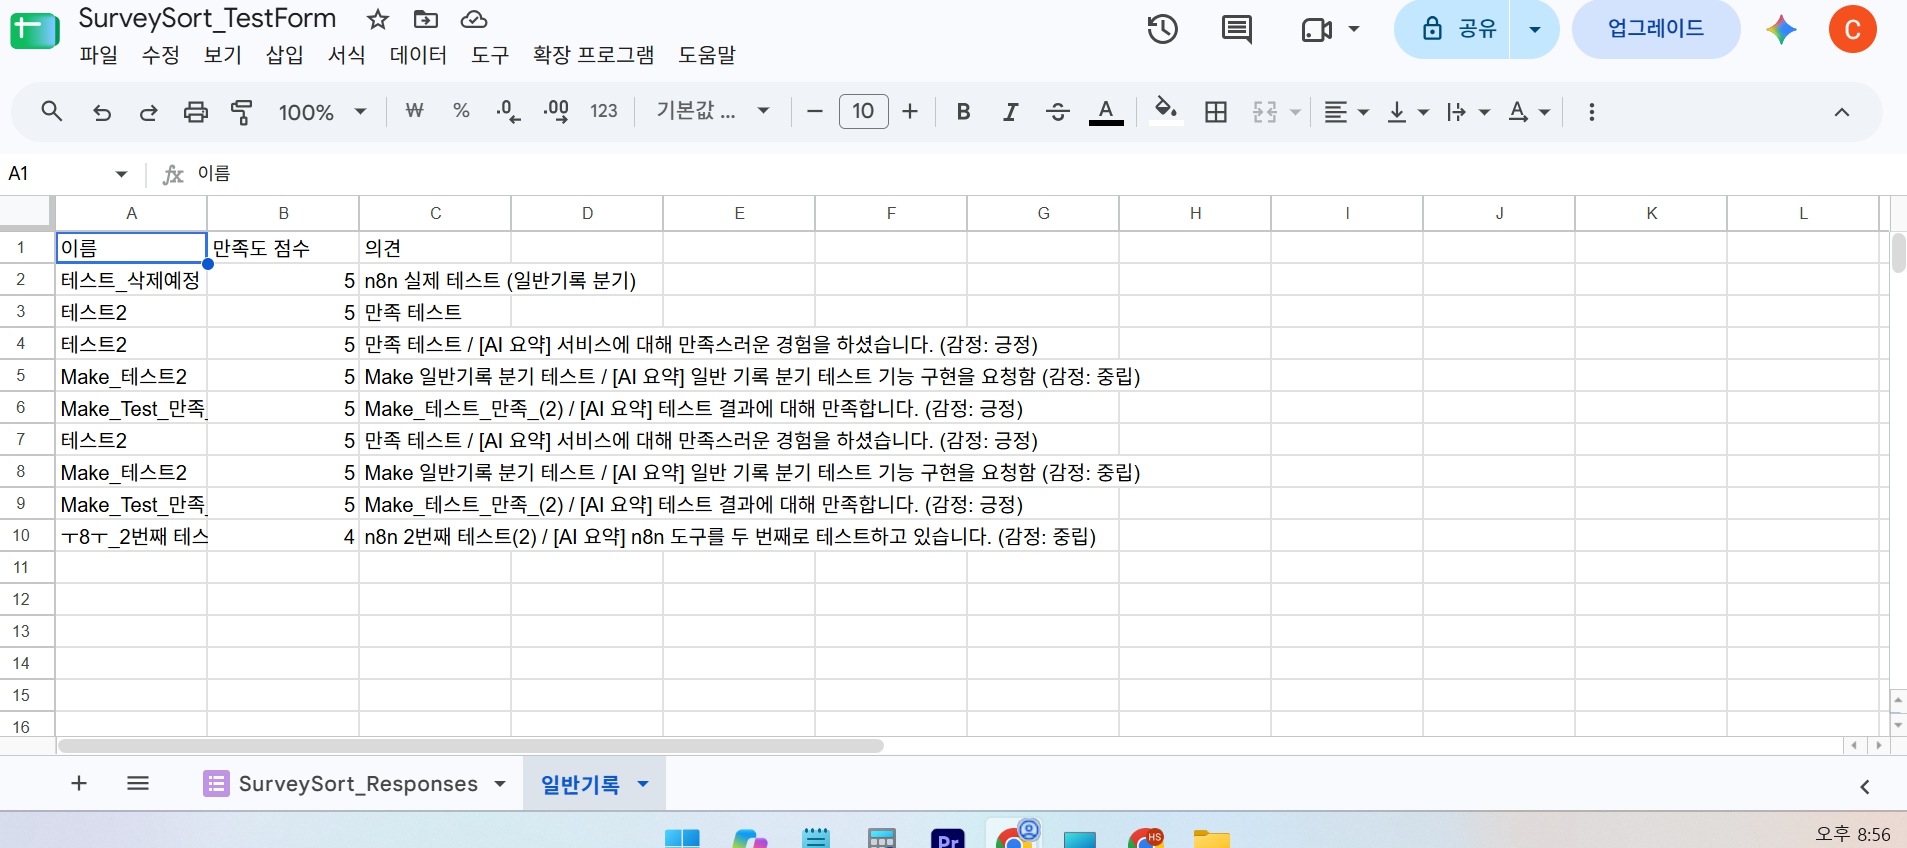 SurveySort_TestForm
파일 수정 보기 삽입 서식 데이터 도구 확장 프로그램 도움말
공유
업그레이드
C
100% ₩ % .0 .00 123 기본값 ... 10 B I A A
A1 fx 이름
A B C D E F G H I J K L
1 이름 만족도 점수 의견
2 테스트_삭제예정 5 n8n 실제 테스트 (일반기록 분기)
3 테스트2 5 만족 테스트
4 테스트2 5 만족 테스트 / [AI 요약] 서비스에 대해 만족스러운 경험을 하셨습니다. (감정: 긍정)
5 Make_테스트2 5 Make 일반기록 분기 테스트 / [AI 요약] 일반 기록 분기 테스트 기능 구현을 요청함 (감정: 중립)
6 Make_Test_만족_ 5 Make_테스트_만족_(2) / [AI 요약] 테스트 결과에 대해 만족합니다. (감정: 긍정)
7 테스트2 5 만족 테스트 / [AI 요약] 서비스에 대해 만족스러운 경험을 하셨습니다. (감정: 긍정)
8 Make_테스트2 5 Make 일반기록 분기 테스트 / [AI 요약] 일반 기록 분기 테스트 기능 구현을 요청함 (감정: 중립)
9 Make_Test_만족_ 5 Make_테스트_만족_(2) / [AI 요약] 테스트 결과에 대해 만족합니다. (감정: 긍정)
10 ㅜ8ㅜ_2번째 테스 4 n8n 2번째 테스트(2) / [AI 요약] n8n 도구를 두 번째로 테스트하고 있습니다. (감정: 중립)
11
12
13
14
15
16
SurveySort_Responses 일반기록
Pr HS
오후 8:56